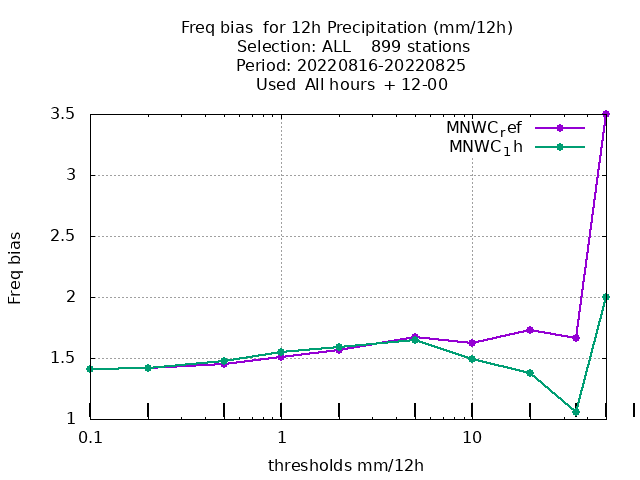 Freq bias for 12h Precipitation (mm/12h)
Selection: ALL 899 stations
Period: 20220816-20220825
Used All hours + 12-00
MNWC_ref
MNWC_1h
3.5
3
2.5
2
1.5
1
Freq bias
0.1 1 10
thresholds mm/12h